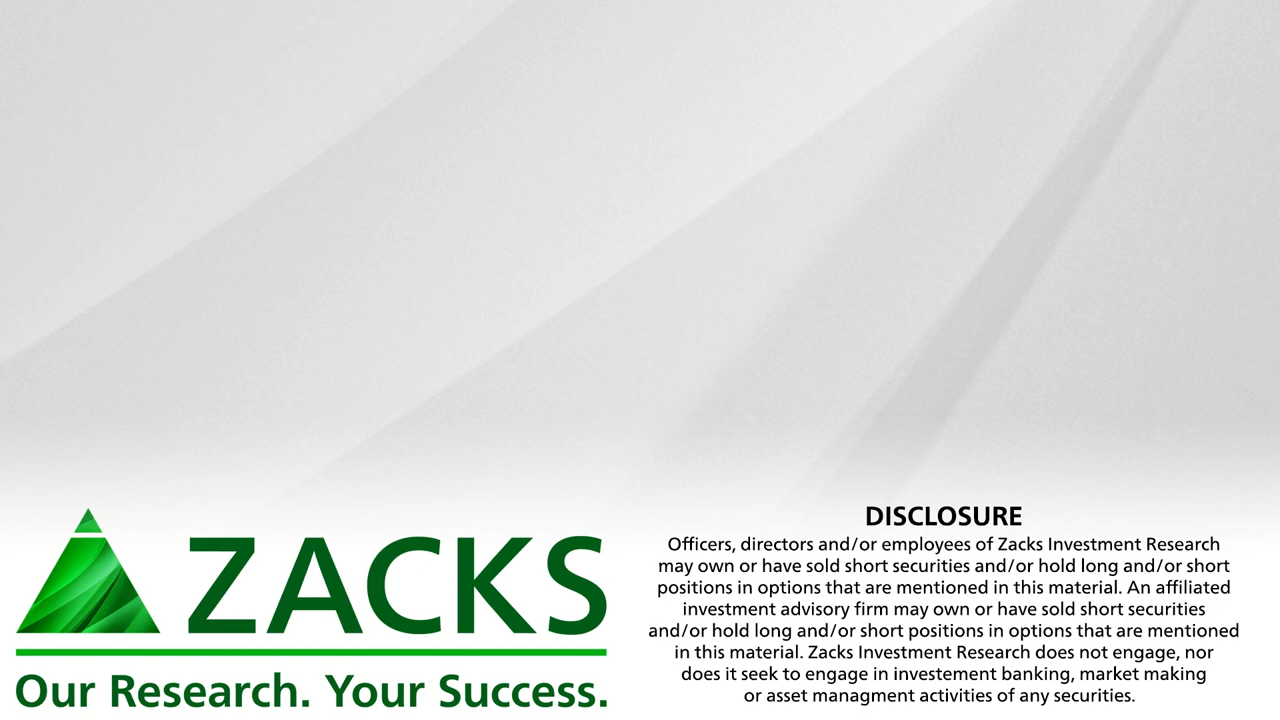 ZACKS
Our Research. Your Success.
DISCLOSURE
Officers, directors and/or employees of Zacks Investment Research
may own or have sold short securities and/or hold long and/or short
positions in options that are mentioned in this material. An affiliated
investment advisory firm may own or have sold short securities
and/or hold long and/or short positions in options that are mentioned
in this material. Zacks Investment Research does not engage, nor
does it seek to engage in investement banking, market making
or asset managment activities of any securities.